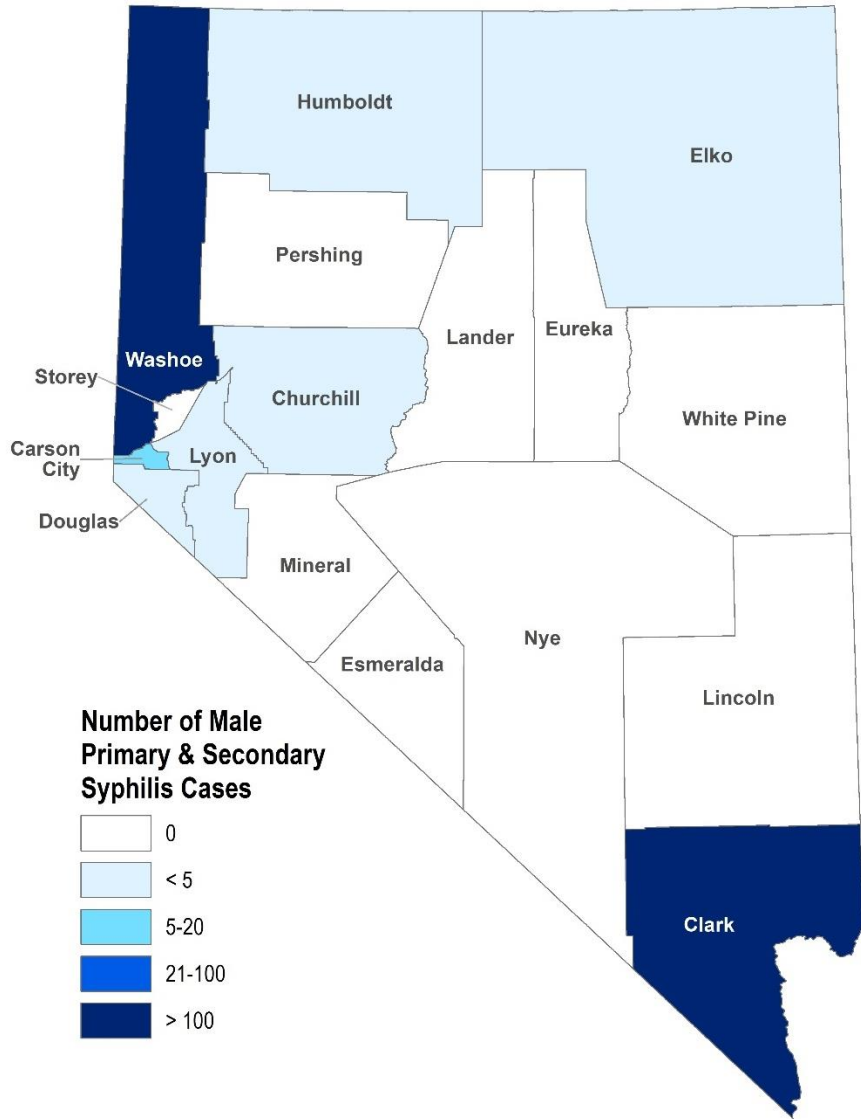 Humboldt
Elko
Pershing
Lander
Eureka
Washoe
Storey
Churchill
White Pine
Carson
City
Lyon
Douglas
Mineral
Nye
Esmeralda
Lincoln
Number of Male
Primary & Secondary
Syphilis Cases
0
< 5
5-20
21-100
> 100
Clark